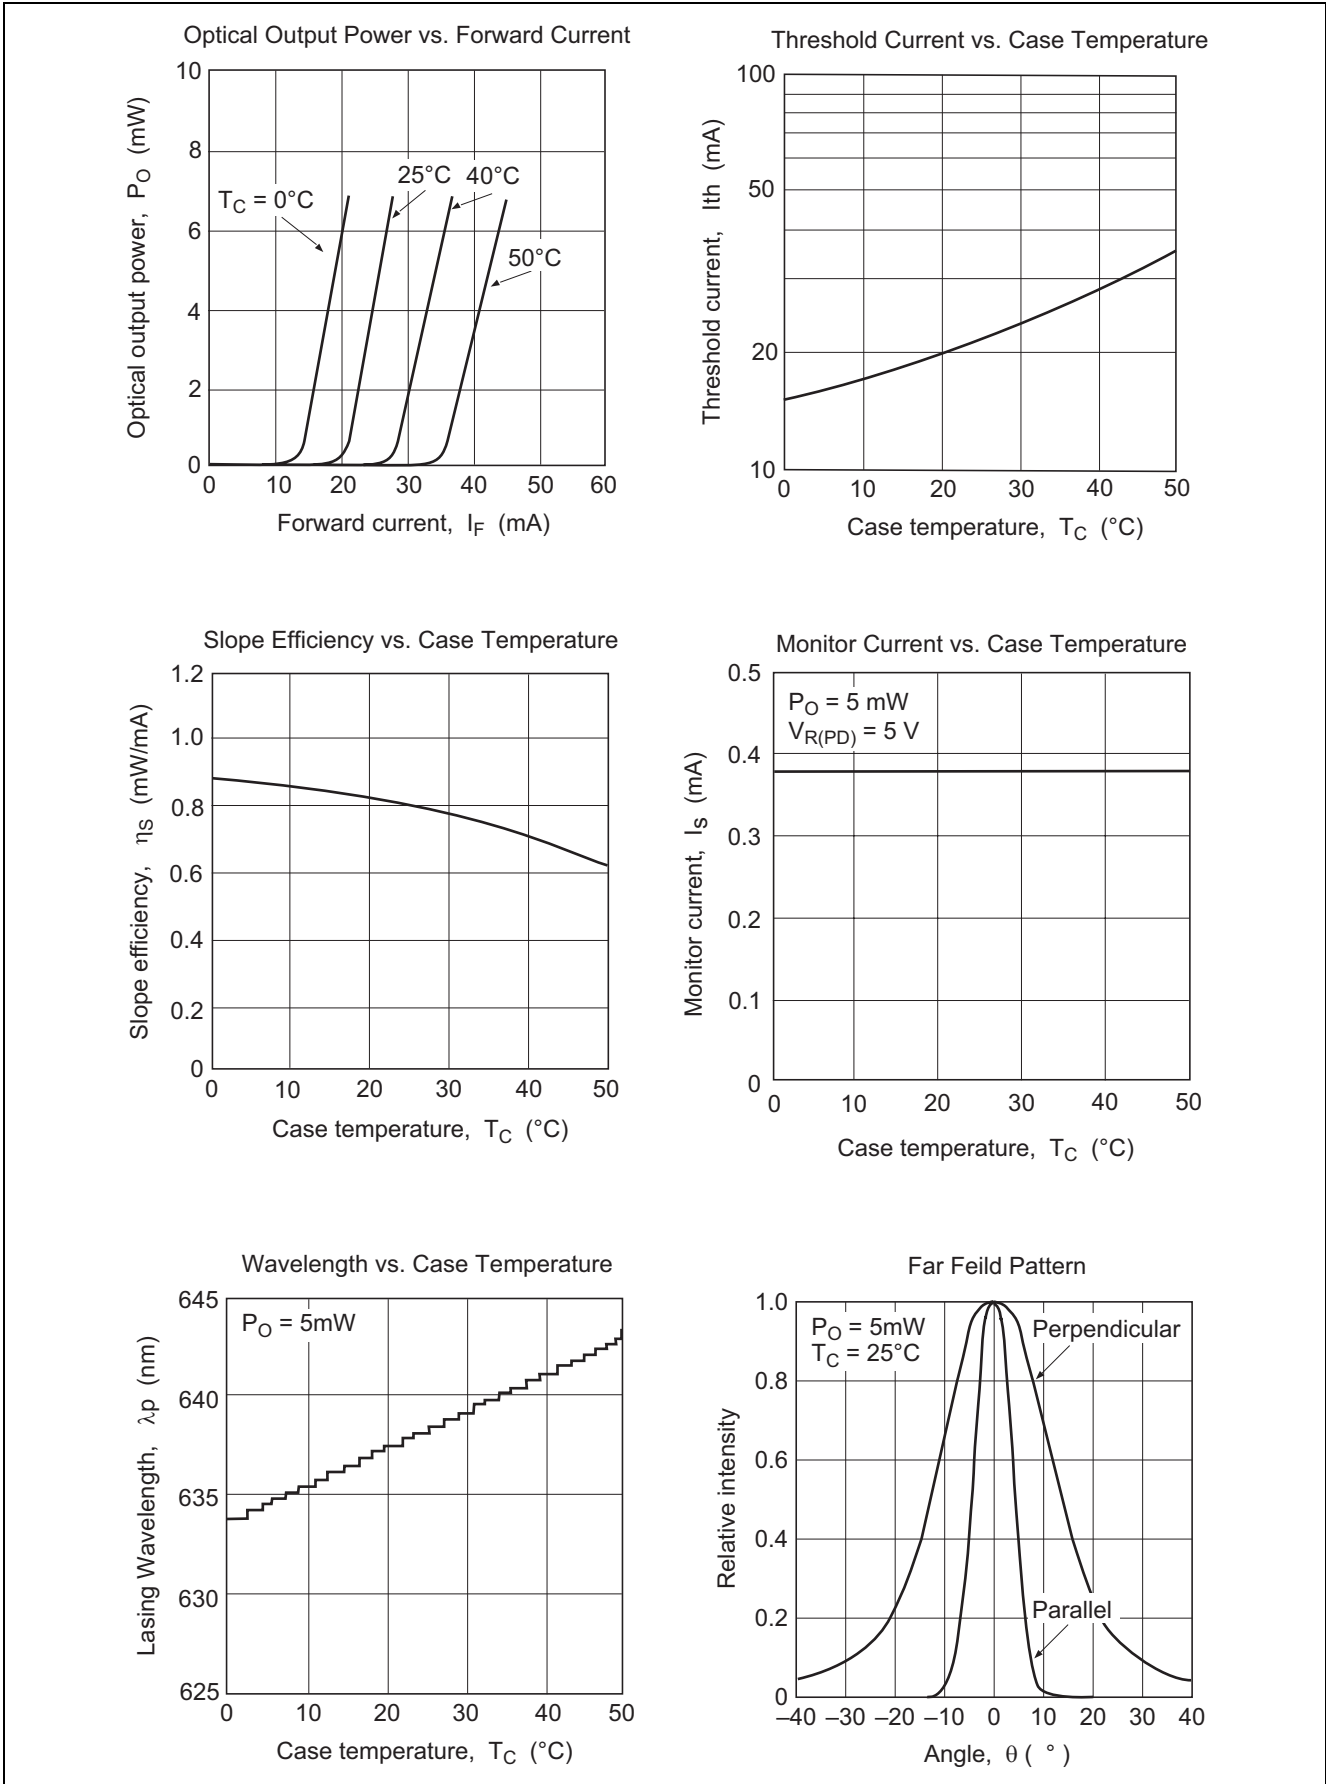 Optical Output Power vs. Forward Current
10
8
6
4
2
0
0 10 20 30 40 50 60
Optical output power, PO (mW)
TC = 0°C
25°C
40°C
50°C
Forward current, IF (mA)
Threshold Current vs. Case Temperature
100
50
20
10
0 10 20 30 40 50
Threshold current, Ith (mA)
Case temperature, TC (°C)
Slope Efficiency vs. Case Temperature
1.2
1.0
0.8
0.6
0.4
0.2
0
0 10 20 30 40 50
Slope efficiency, ηs (mW/mA)
Case temperature, TC (°C)
Monitor Current vs. Case Temperature
0.5
0.4
0.3
0.2
0.1
0
0 10 20 30 40 50
PO = 5 mW
VR(PD) = 5 V
Monitor current, IS (mA)
Case temperature, TC (°C)
Wavelength vs. Case Temperature
645
640
635
630
625
0 10 20 30 40 50
PO = 5mW
Lasing Wavelength, λp (nm)
Case temperature, TC (°C)
Far Feild Pattern
1.0
0.8
0.6
0.4
0.2
0
–40 –30 –20 –10 0 10 20 30 40
PO = 5mW
TC = 25°C
Perpendicular
Parallel
Relative intensity
Angle, θ ( ° )